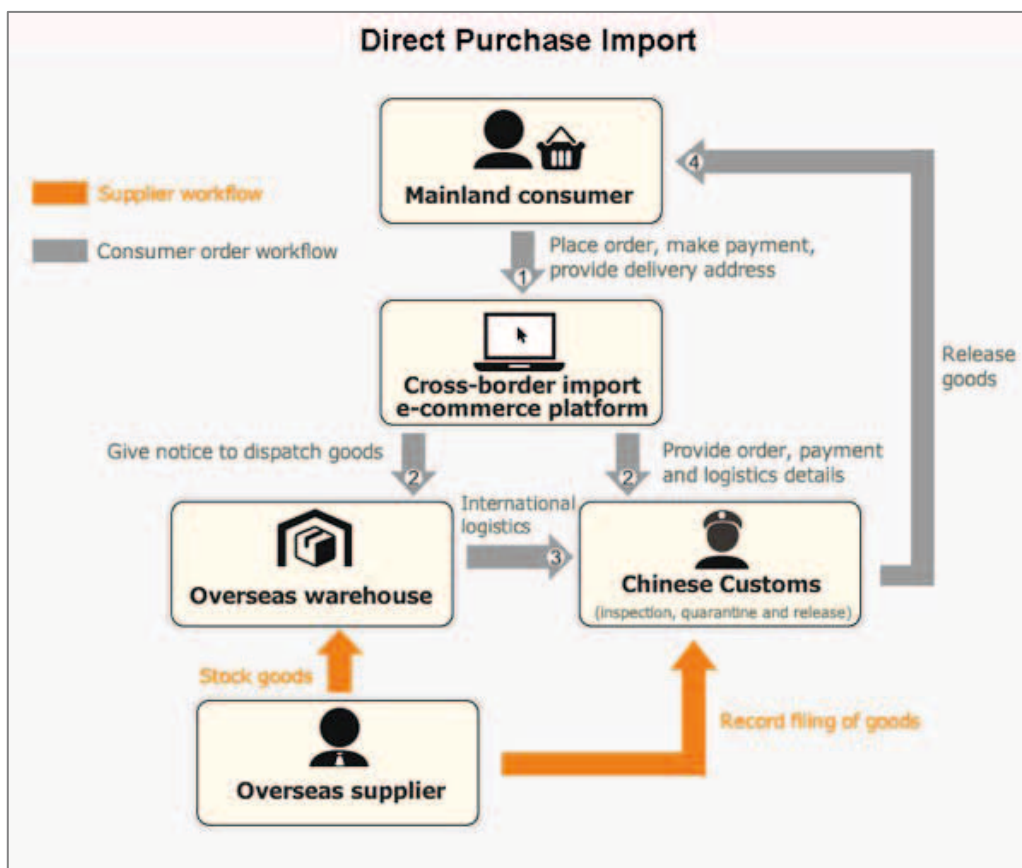 Direct Purchase Import
Mainland consumer
4
Supplier workflow
Consumer order workflow
Place order, make payment,
provide delivery address
1
Cross-border import
e-commerce platform
Release
goods
Give notice to dispatch goods
2
Provide order, payment
and logistics details
2
International
logistics
3
Overseas warehouse
Chinese Customs
(inspection, quarantine and release)
Stock goods
Record filing of goods
Overseas supplier